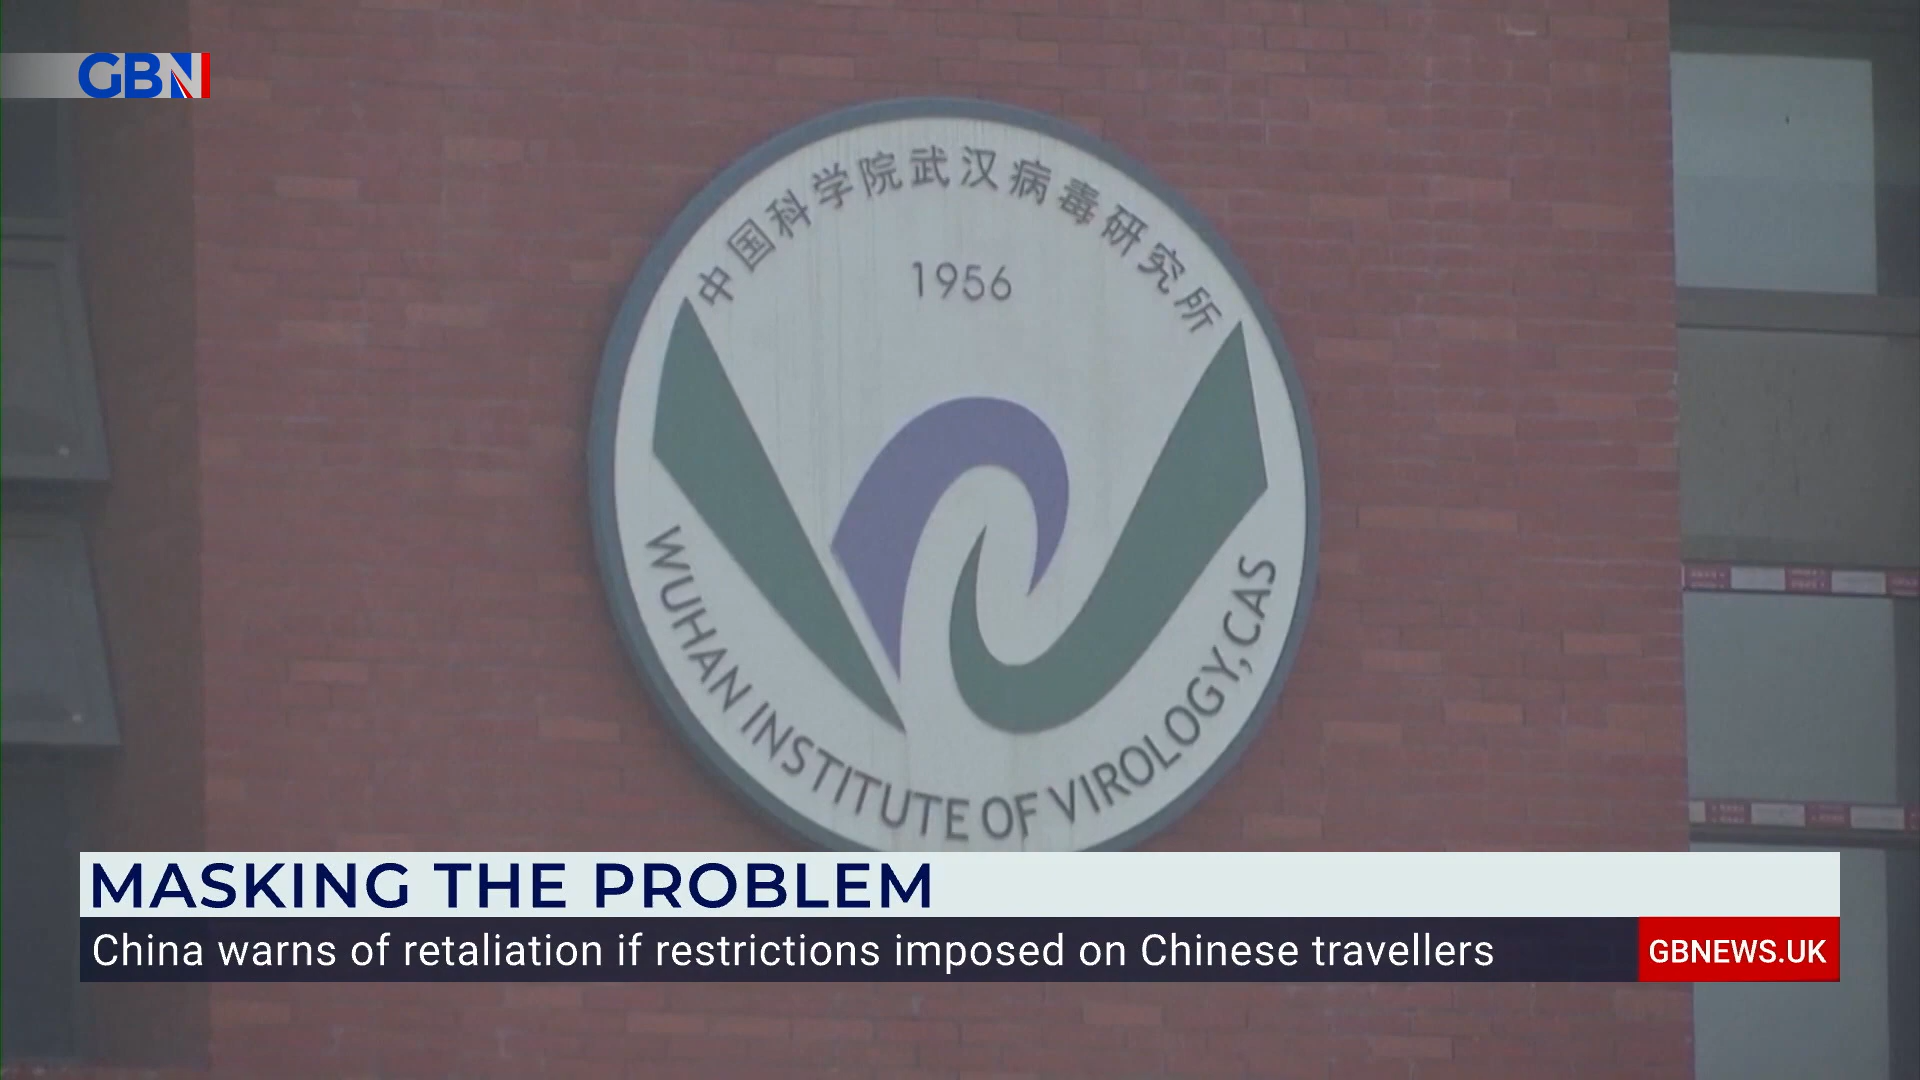 GBN
中国科学院武汉病毒研究所
1956
WUHAN INSTITUTE OF VIROLOGY,CAS
MASKING THE PROBLEM
China warns of retaliation if restrictions imposed on Chinese travellers
GBNEWS.UK